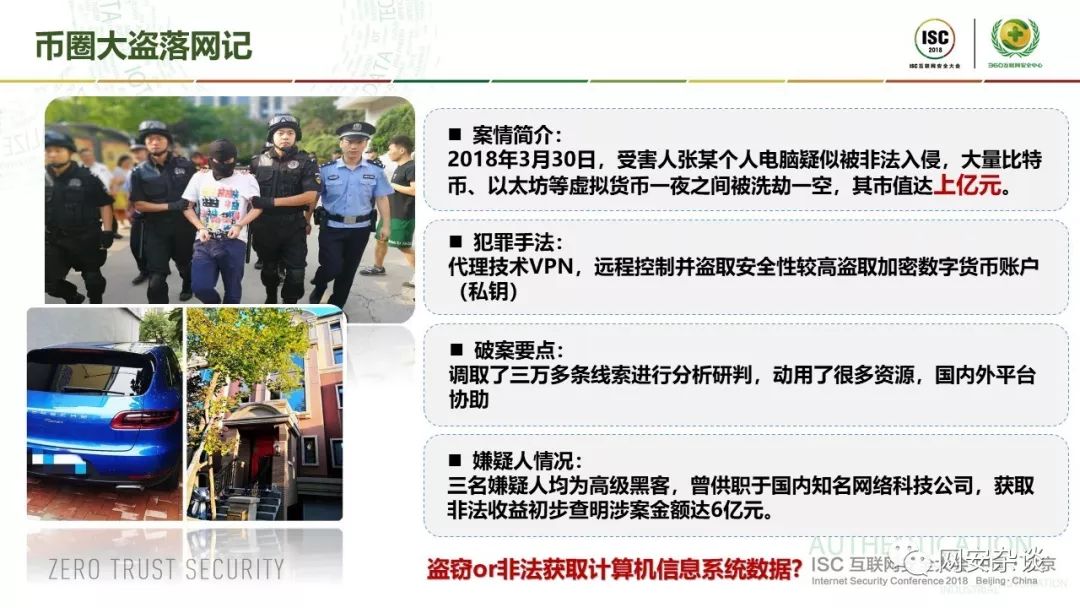 币圈大盗落网记
ISC
2018
ISC互联网安全大会
360互联网安全中心
■ 案情简介：
2018年3月30日，受害人张某个人电脑疑似被非法入侵，大量比特
币、以太坊等虚拟货币一夜之间被洗劫一空，其市值达上亿元。
■ 犯罪手法：
代理技术VPN，远程控制并盗取安全性较高盗取加密数字货币账户
（私钥）
■ 破案要点：
调取了三万多条线索进行分析研判，动用了很多资源，国内外平台
协助
■ 嫌疑人情况：
三名嫌疑人均为高级黑客，曾供职于国内知名网络科技公司，获取
非法收益初步查明涉案金额达6亿元。
ZERO TRUST SECURITY
盗窃or非法获取计算机信息系统数据？
AUTHENTICATION
ISC 互联网安全
网安杂谈
京
Internet Security Conference 2018 Beijing·China